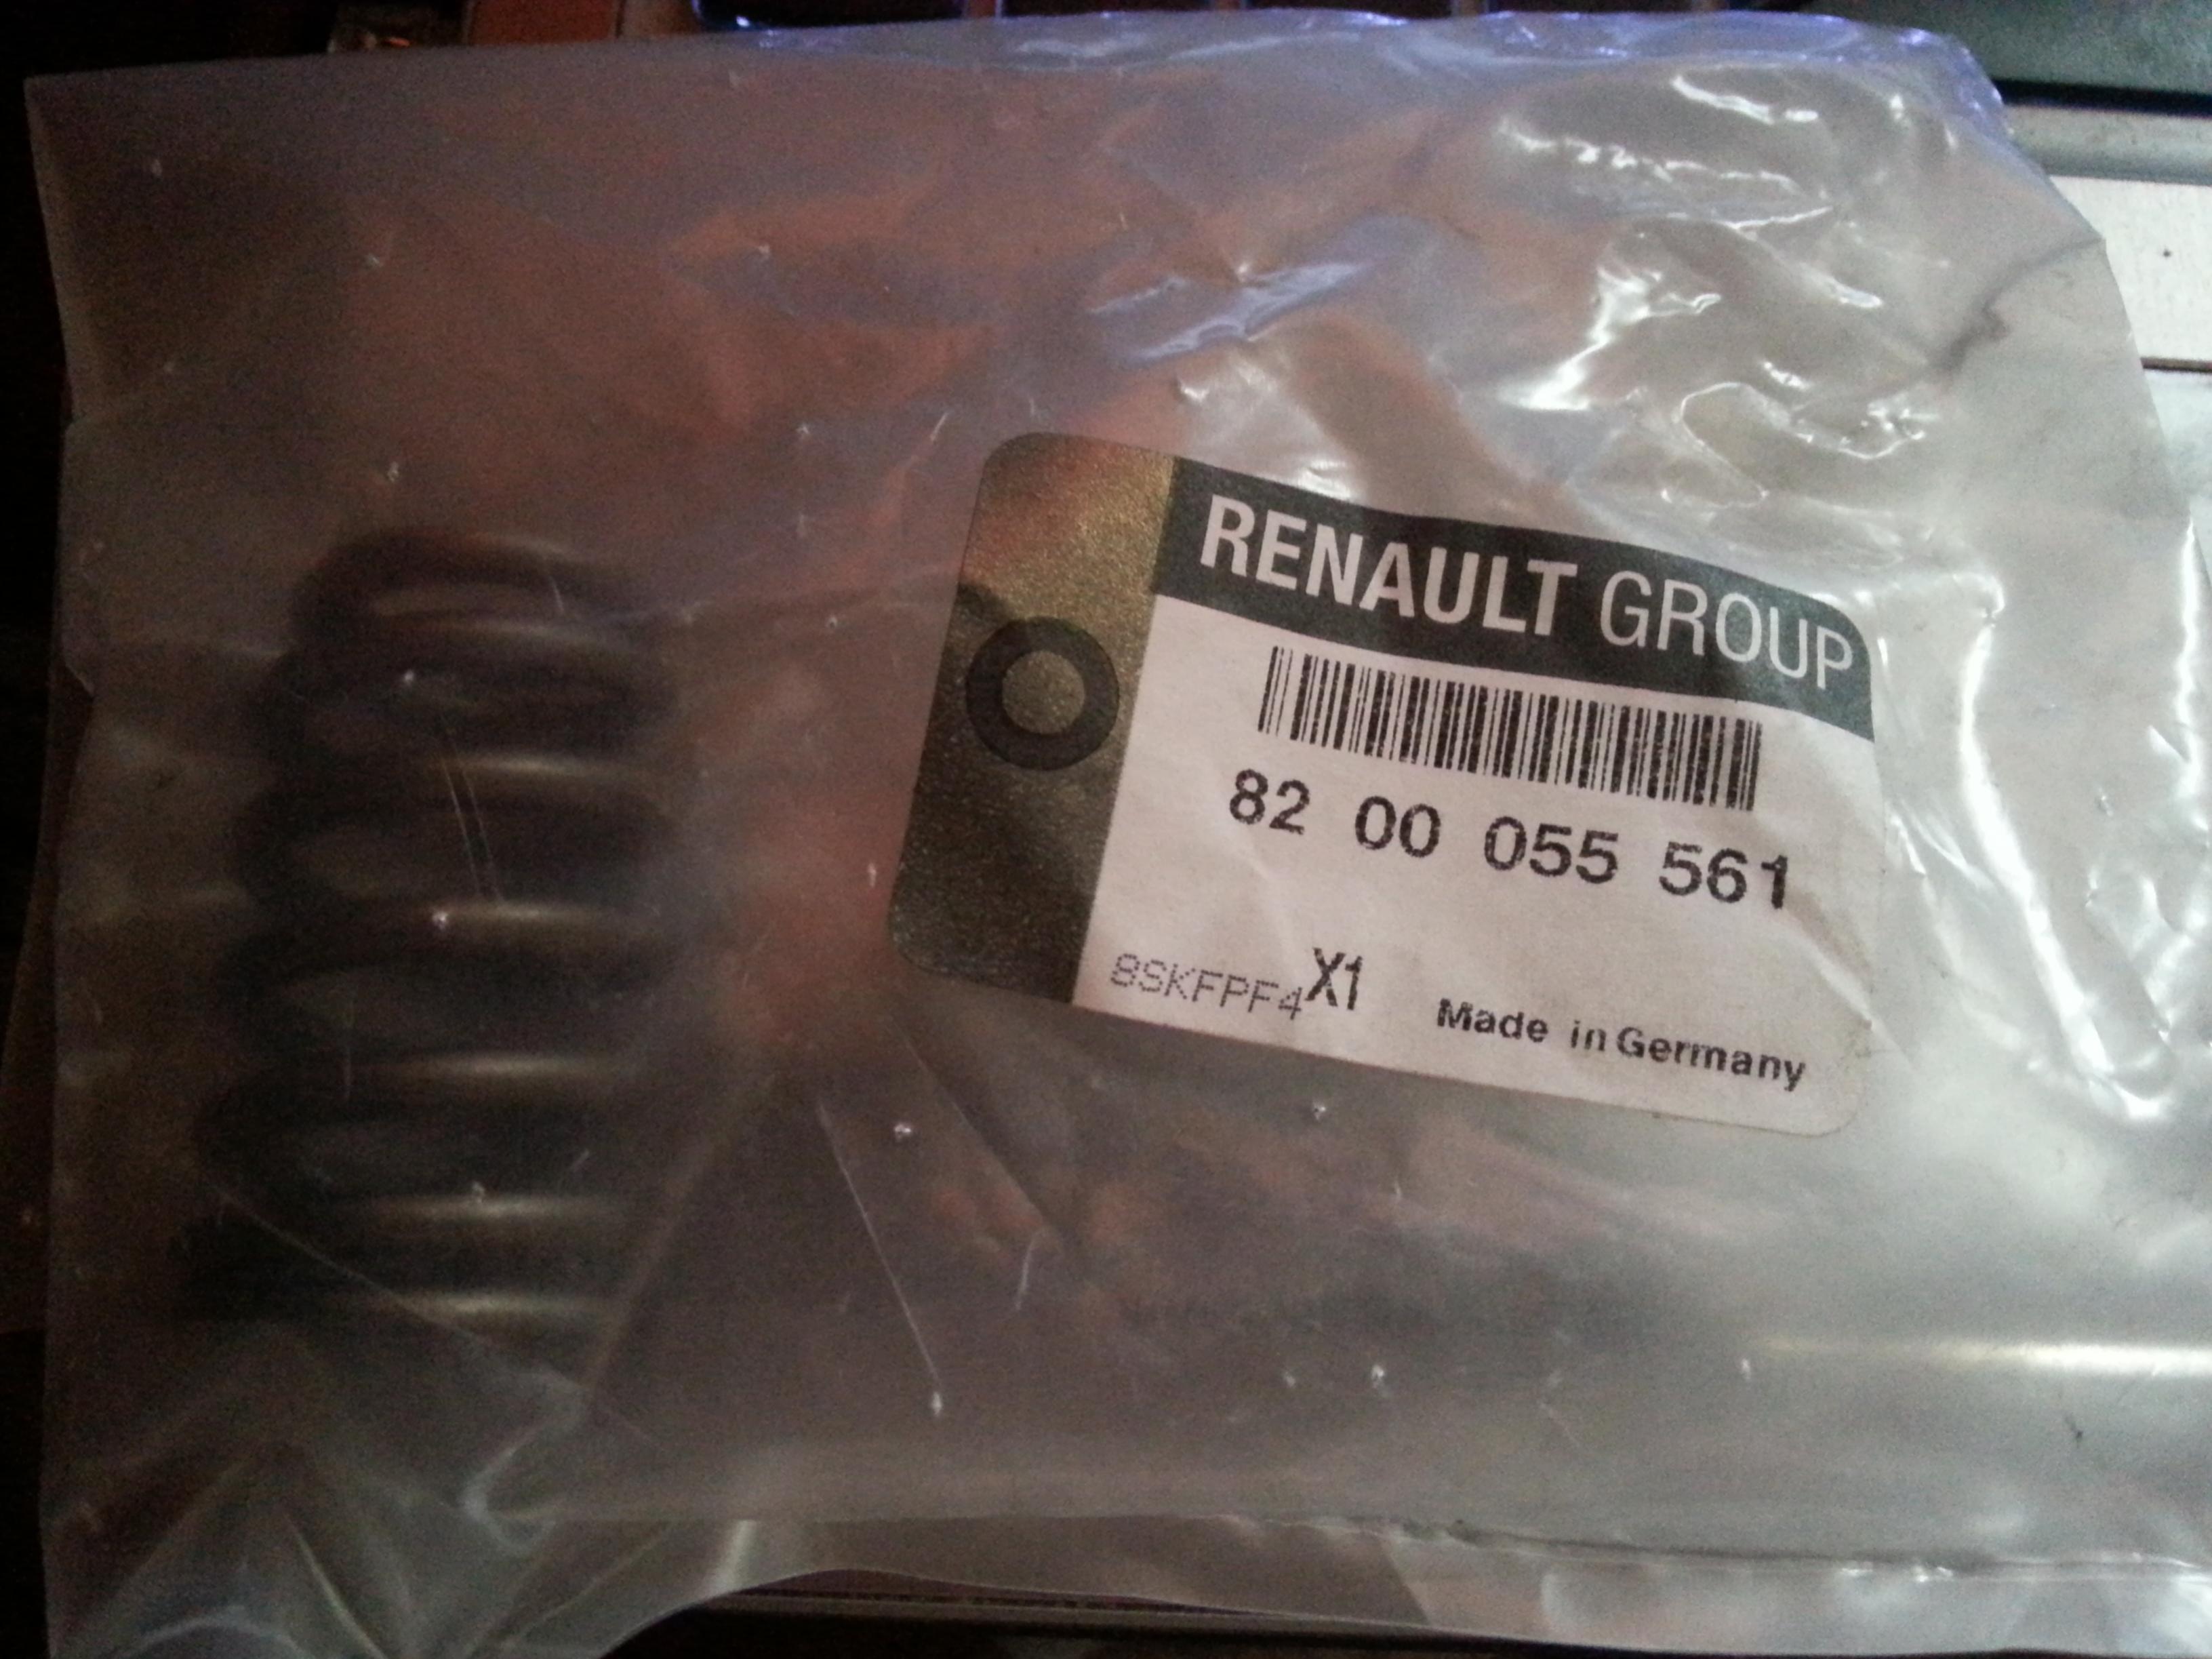 RENAULT GROUP
82 00 055 561
8SKFPF4 X1 Made in Germany